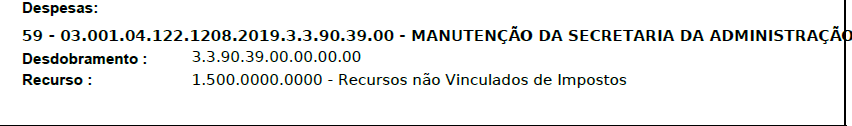 Despesas:
59 - 03.001.04.122.1208.2019.3.3.90.39.00 - MANUTENÇÃO DA SECRETARIA DA ADMINISTRAÇÃO
Desdobramento : 3.3.90.39.00.00.00.00
Recurso : 1.500.0000.0000 - Recursos não Vinculados de Impostos